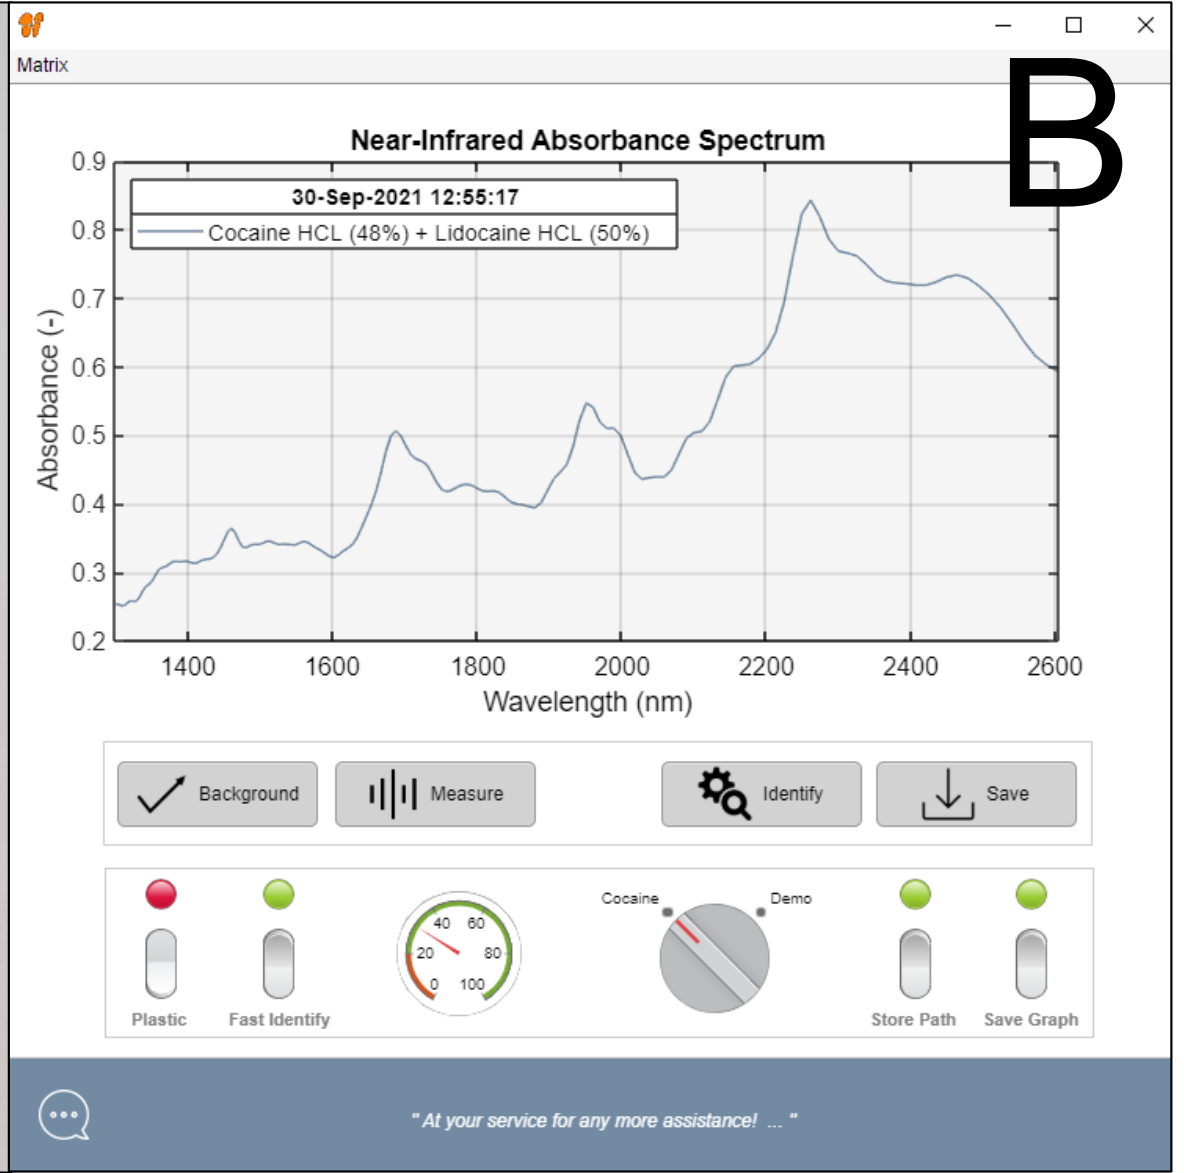 Matrix
B
Near-Infrared Absorbance Spectrum
30-Sep-2021 12:55:17
Cocaine HCL (48%) + Lidocaine HCL (50%)
0.9
0.8
0.7
0.6
0.5
0.4
0.3
0.2
Absorbance (-)
1400 1600 1800 2000 2200 2400 2600
Wavelength (nm)
Background Measure Identify Save
Cocaine Demo
40 60
20 80
0 100
Plastic Fast Identify Store Path Save Graph
" At your service for any more assistance! ... "